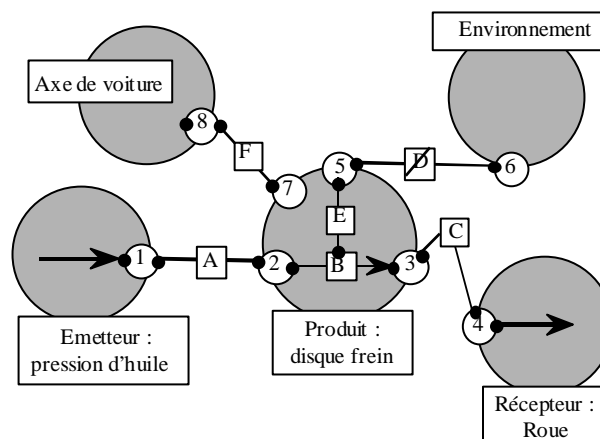 Environnement
Axe de voiture
8
F
5
D
6
7
E
1
A
2
B
3
C
4
Emetteur :
pression d'huile
Produit :
disque frein
Récepteur :
Roue